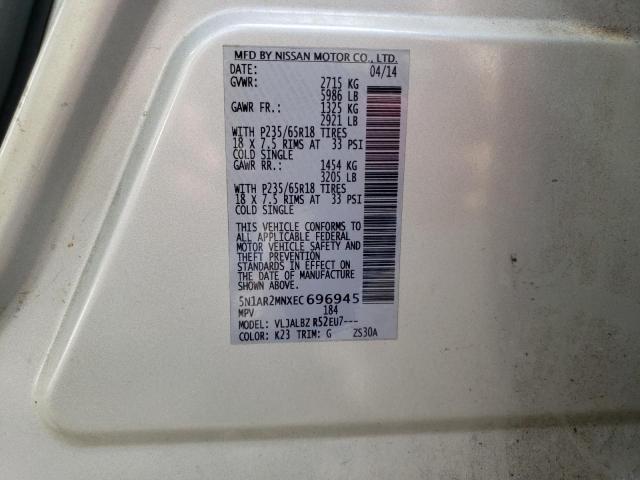 MFD BY NISSAN MOTOR CO., LTD.
DATE: 04/14
GVWR: 2715 KG
5986 LB
GAWR FR.: 1325 KG
2921 LB
WITH P235/65R18 TIRES
18 X 7.5 RIMS AT 33 PSI
COLD SINGLE
GAWR RR.: 1454 KG
3205 LB
WITH P235/65R18 TIRES
18 X 7.5 RIMS AT 33 PSI
COLD SINGLE
THIS VEHICLE CONFORMS TO
ALL APPLICABLE FEDERAL
MOTOR VEHICLE SAFETY AND
THEFT PREVENTION
STANDARDS IN EFFECT ON
THE DATE OF MANUFACTURE
SHOWN ABOVE.
5N1AR2MNXEC696945
MPV 184
MODEL: VLJALBZ R52EU7---
COLOR: K23 TRIM: G ZS30A